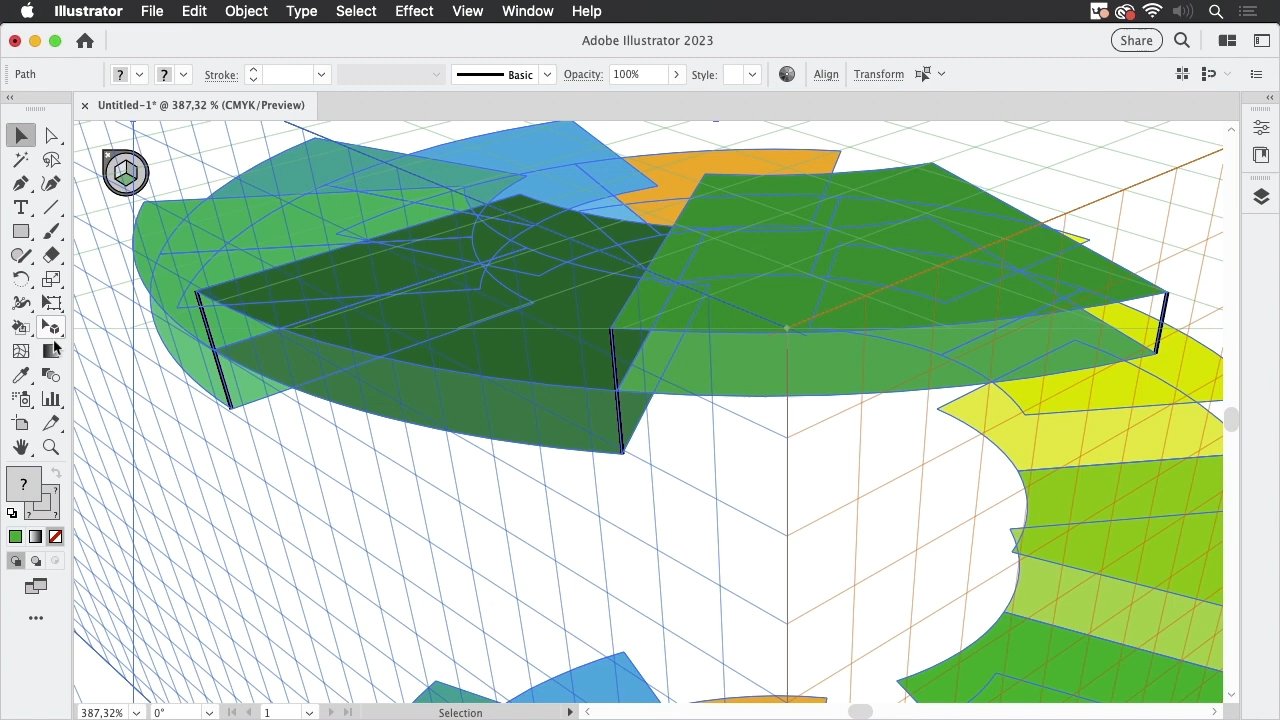 Illustrator File Edit Object Type Select Effect View Window Help
Adobe Illustrator 2023
Share
Path
?
?
Stroke:
Basic
Opacity:
100%
Style:
Align
Transform
Untitled-1* @ 387,32 % (CMYK/Preview)
T
?
?
?
?
387,32%
0°
1
Selection